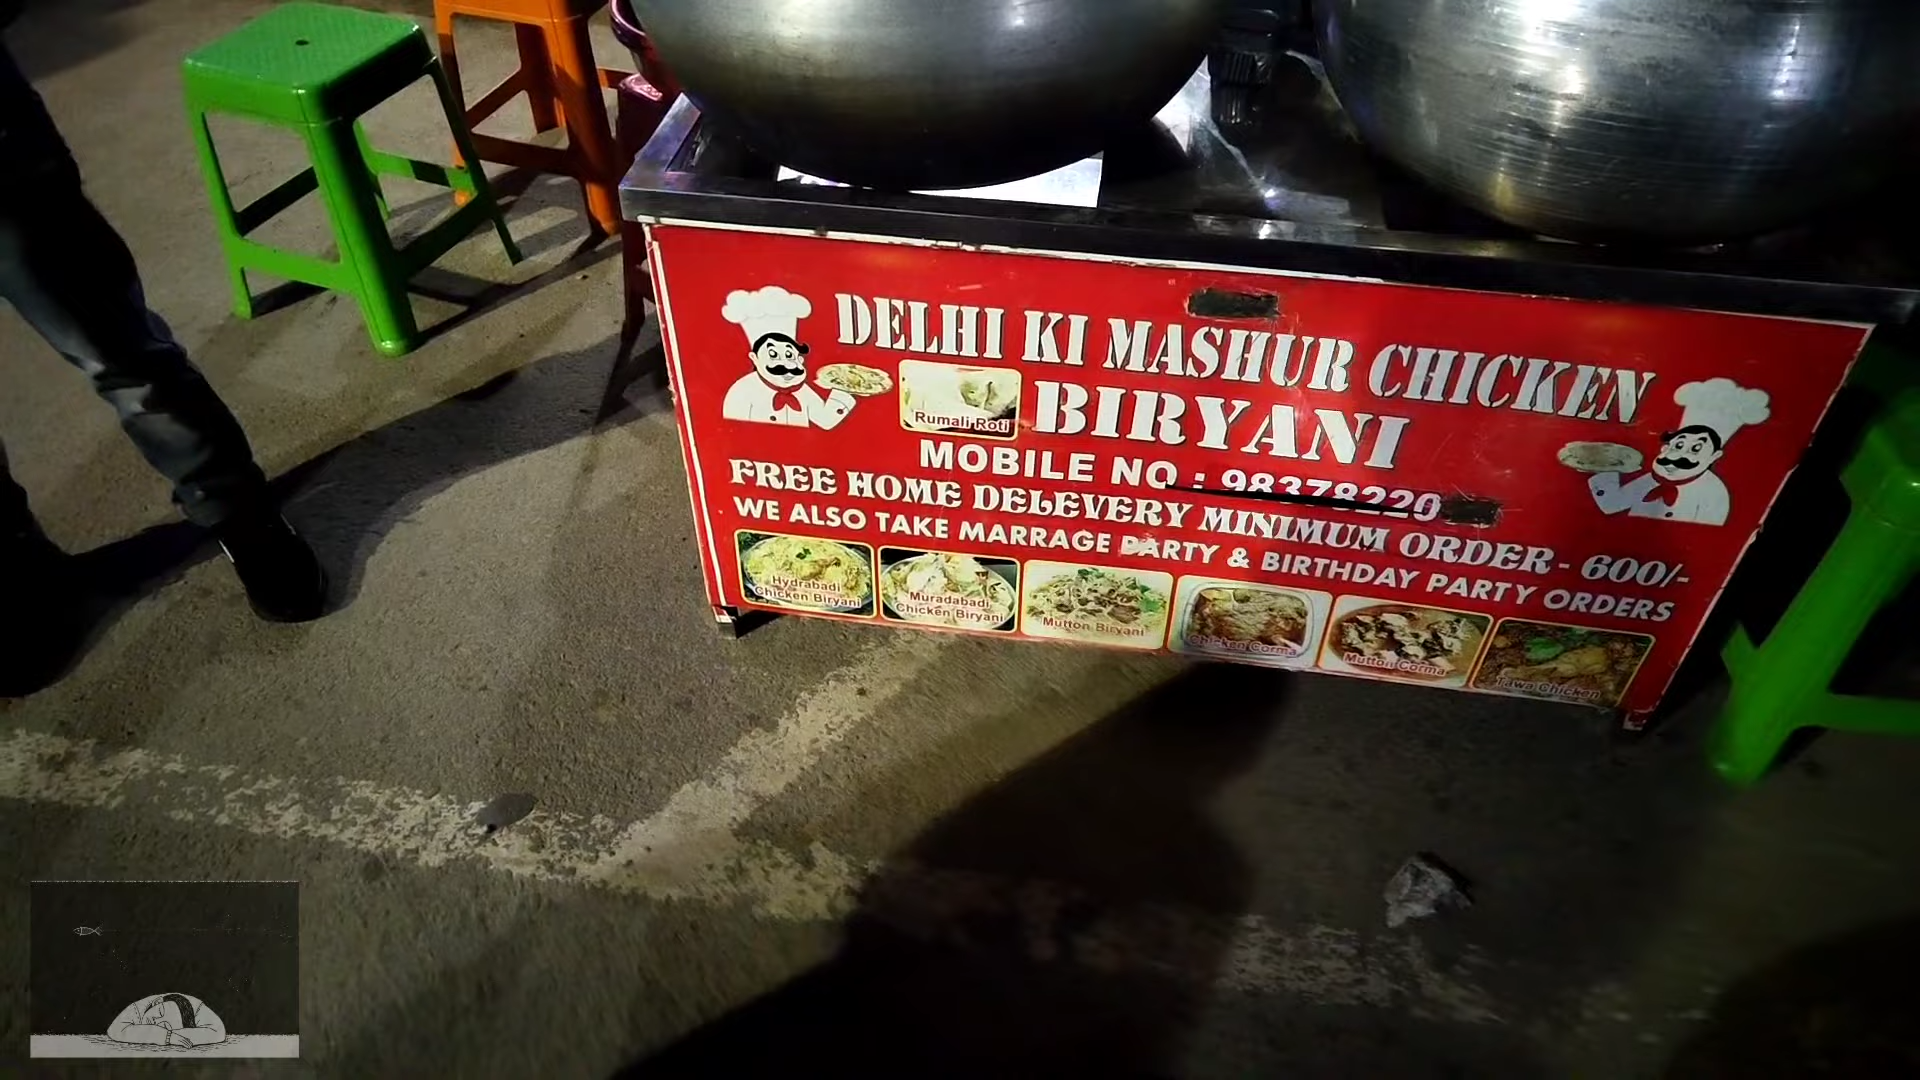 DELHI KI MASHUR CHICKEN
BIRYANI
Rumali Roti
MOBILE NO : 98378220
FREE HOME DELEVERY MINIMUM ORDER - 600/-
WE ALSO TAKE MARRAGE PARTY & BIRTHDAY PARTY ORDERS
Hydrabadi
Chicken Biryani
Muradabadi
Chicken Biryani
Mutton Biryani
Chicken Corma
Mutton Corma
Tawa Chicken